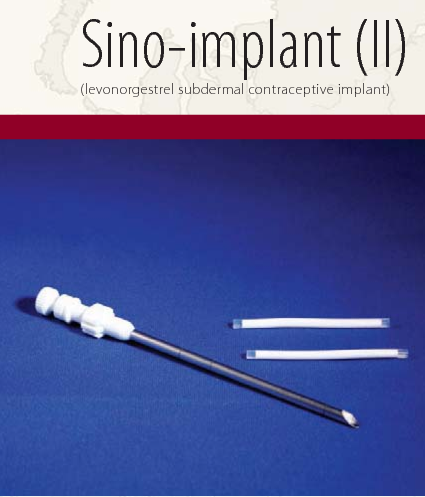 Sino-implant (II)
(levonorgestrel subdermal contraceptive implant)